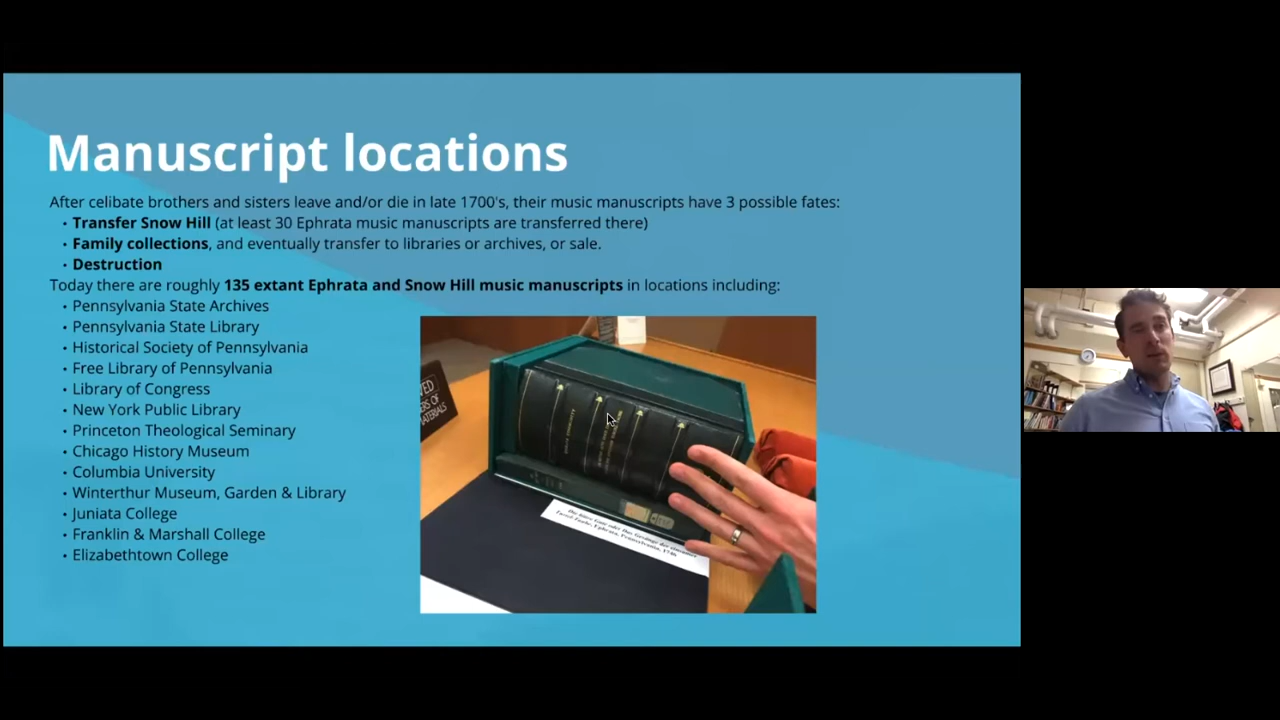 Manuscript locations
After celibate brothers and sisters leave and/or die in late 1700's, their music manuscripts have 3 possible fates:
• Transfer Snow Hill (at least 30 Ephrata music manuscripts are transferred there)
• Family collections, and eventually transfer to libraries or archives, or sale.
• Destruction
Today there are roughly 135 extant Ephrata and Snow Hill music manuscripts in locations including:
• Pennsylvania State Archives
• Pennsylvania State Library
• Historical Society of Pennsylvania
• Free Library of Pennsylvania
• Library of Congress
• New York Public Library
• Princeton Theological Seminary
• Chicago History Museum
• Columbia University
• Winterthur Museum, Garden & Library
• Juniata College
• Franklin & Marshall College
• Elizabethtown College
Ephrata, Pennsylvania, 1746